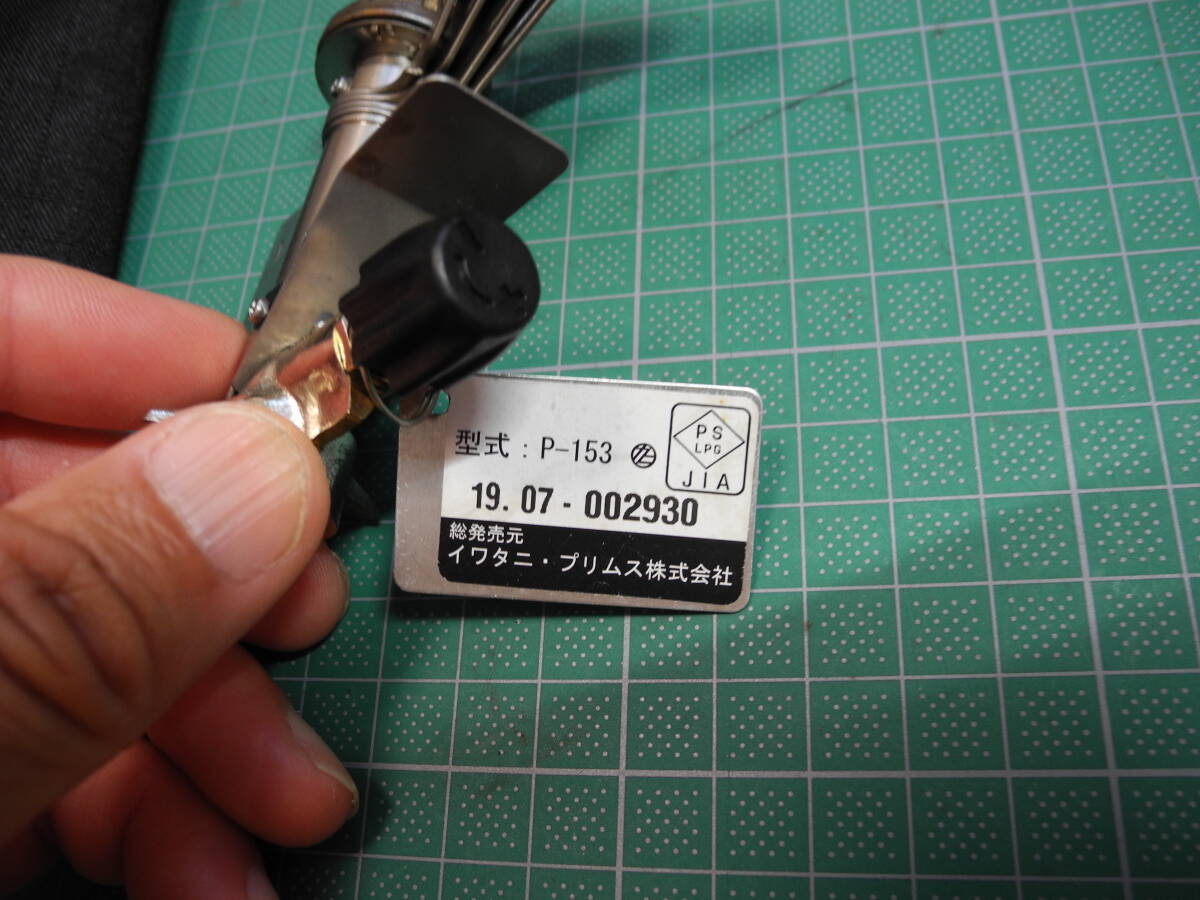 型式 : P-153
PS
LPG
JIA
19. 07 - 002930
総発売元
イワタニ・プリムス株式会社